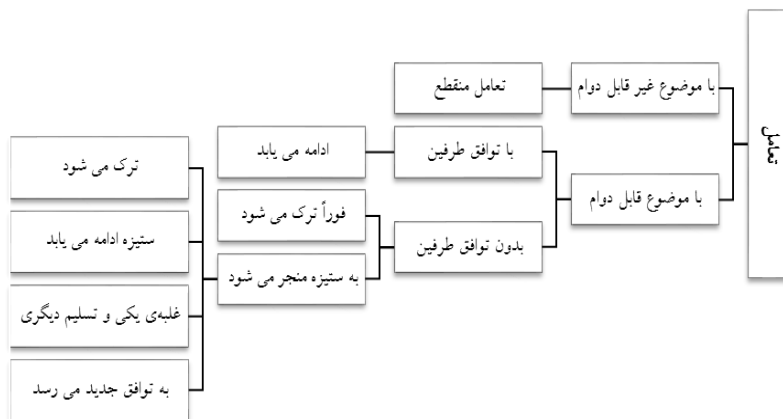 تعامل
با موضوع غیر قابل دوام
تعامل منقطع
با موضوع قابل دوام
با توافق طرفین
ادامه می یابد
بدون توافق طرفین
فوراً ترک می شود
به ستیزه منجر می شود
ترک می شود
ستیزه ادامه می یابد
غلبه‌ی یکی و تسلیم دیگری
به توافق جدید می رسد